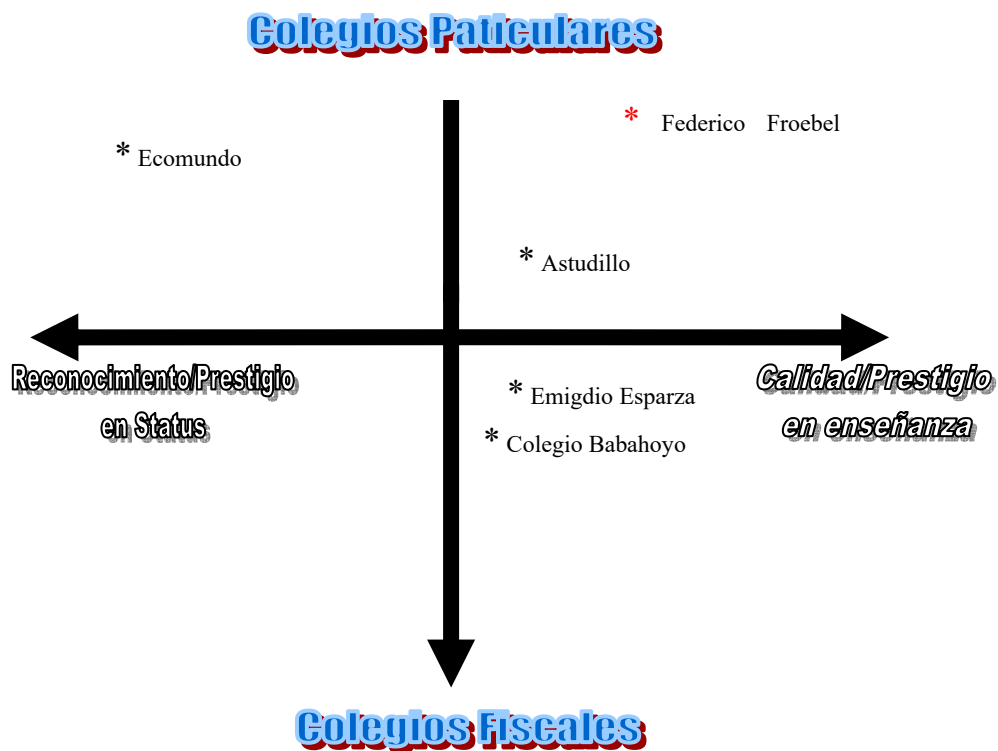 Colegios Paticulares
* Federico Froebel
* Ecomundo
* Astudillo
Reconocimiento/Prestigio
en Status
Calidad/Prestigio
en enseñanza
* Emigdio Esparza
* Colegio Babahoyo
Colegios Fiscales